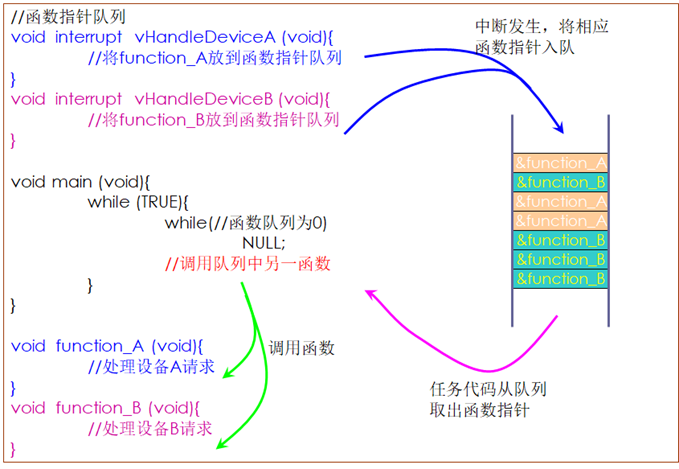 //函数指针队列
void interrupt vHandleDeviceA (void){
//将function_A放到函数指针队列
}
void interrupt vHandleDeviceB (void){
//将function_B放到函数指针队列
}
void main (void){
while (TRUE){
while(//函数队列为0)
NULL;
//调用队列中另一函数
}
}
void function_A (void){
//处理设备A请求
}
void function_B (void){
//处理设备B请求
}
调用函数
中断发生，将相应
函数指针入队
&function_A
&function_B
&function_A
&function_A
&function_B
&function_B
&function_B
任务代码从队列
取出函数指针